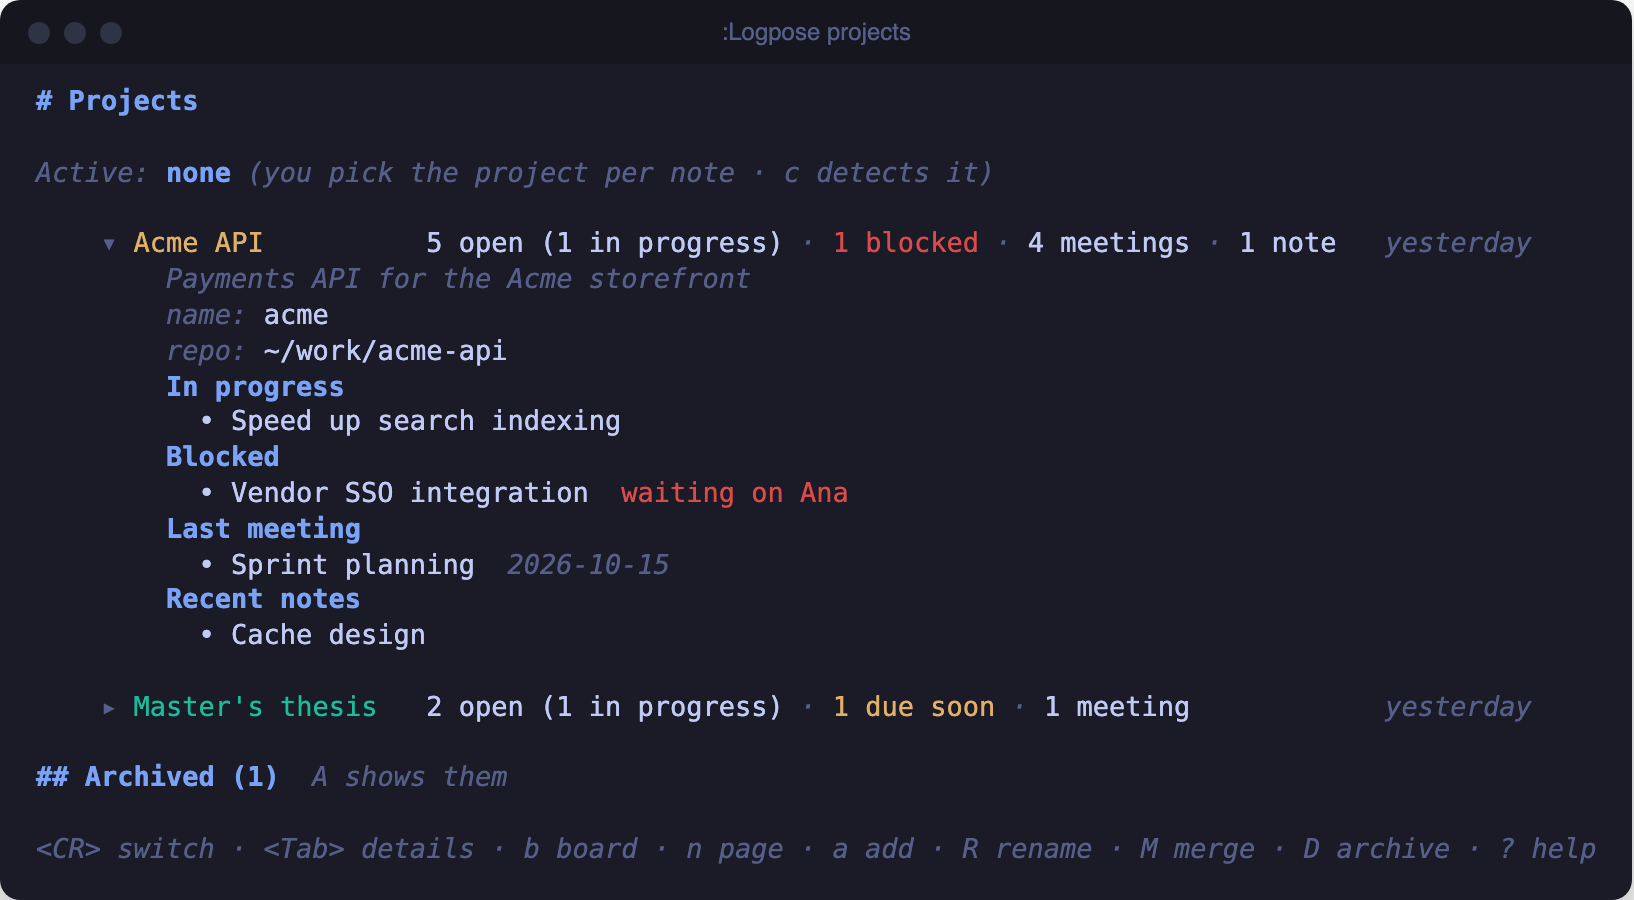 :Logpose projects
# Projects
Active: none (you pick the project per note · c detects it)
▾ Acme API 5 open (1 in progress) · 1 blocked · 4 meetings · 1 note yesterday
Payments API for the Acme storefront
name: acme
repo: ~/work/acme-api
In progress
• Speed up search indexing
Blocked
• Vendor SSO integration waiting on Ana
Last meeting
• Sprint planning 2026-10-15
Recent notes
• Cache design
▸ Master's thesis 2 open (1 in progress) · 1 due soon · 1 meeting yesterday
## Archived (1) A shows them
<CR> switch · <Tab> details · b board · n page · a add · R rename · M merge · D archive · ? help